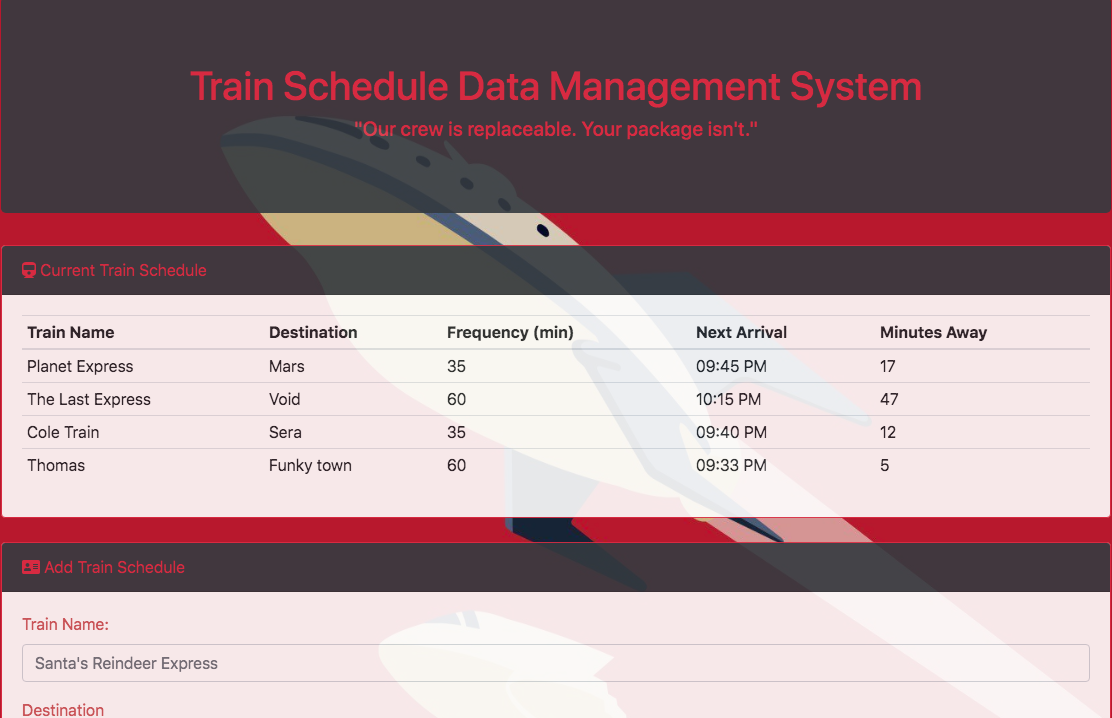 Train Schedule Data Management System
"Our crew is replaceable. Your package isn't."
Current Train Schedule
Train Name Destination Frequency (min) Next Arrival Minutes Away
Planet Express Mars 35 09:45 PM 17
The Last Express Void 60 10:15 PM 47
Cole Train Sera 35 09:40 PM 12
Thomas Funky town 60 09:33 PM 5
Add Train Schedule
Train Name:
Santa's Reindeer Express
Destination